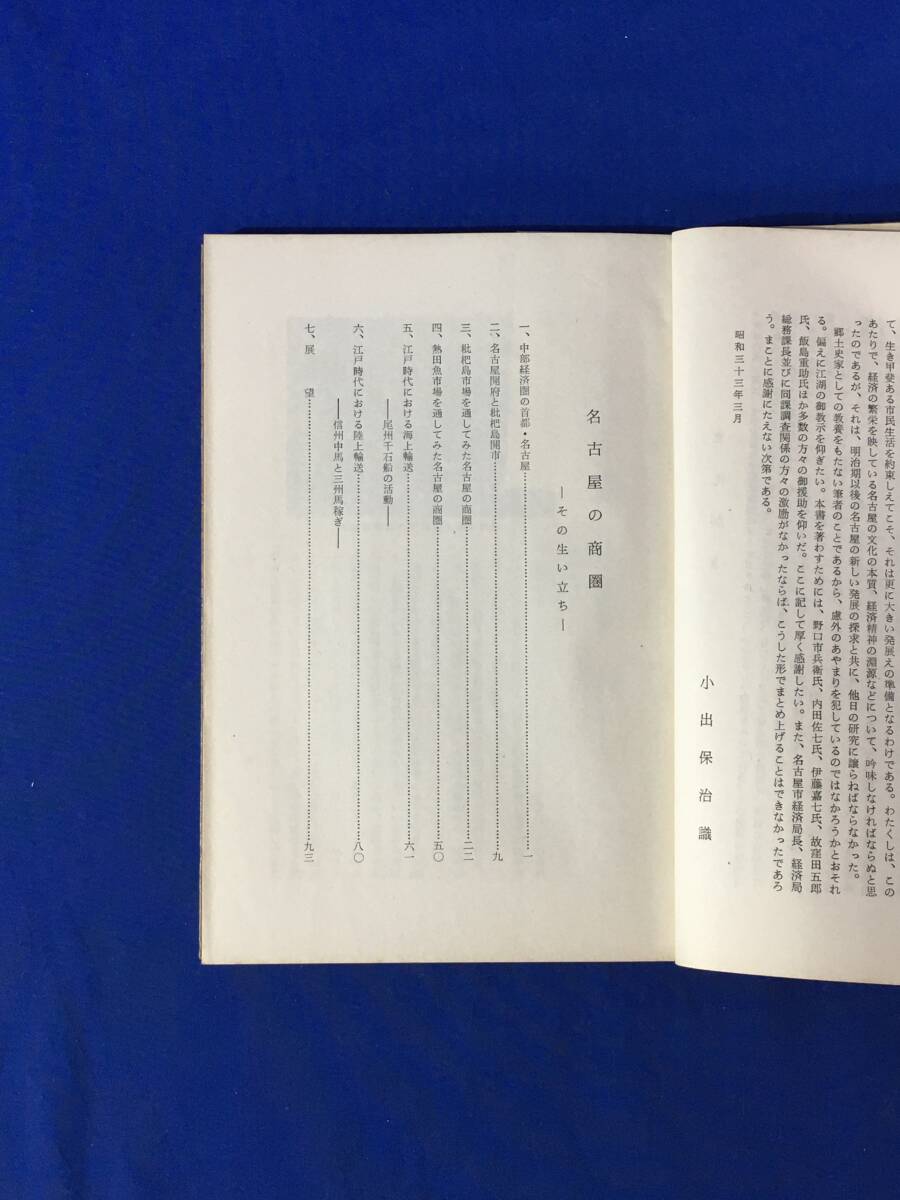 て、生き甲斐ある市民生活を約束しえてこそ、それは更に大きい発展えの準備となるわけである。わたくしは、この
あたりで、経済の繁栄を映している名古屋の文化の本質、経済精神の淵源などについて、吟味しなければならぬと思
ったのであるが、それは、明治期以後の名古屋の新しい発展の探求と共に、他日の研究に譲らねばならなかった。
郷土史家としての教養をもたない筆者のことであるから、慮外のあやまりを犯しているのではなかろうかとおそれ
る。偏えに江湖の御教示を仰ぎたい。本書を著わすためには、野口市兵衛氏、内田佐七氏、伊藤嘉七氏、故窪田五郎
氏、飯島重助氏ほか多数の方々の御援助を仰いだ。ここに記して厚く感謝したい。また、名古屋市経済局長、経済局
総務課長並びに同課調査関係の方々の激励がなかったならば、こうした形でまとめ上げることはできなかったであろ
う。まことに感謝にたえない次第である。
昭和三十三年三月
小出保治識
名古屋の商圏
―その生い立ち―
一、中部経済圏の首都・名古屋……………一
二、名古屋開府と枇杷島開市……………九
三、枇杷島市場を通してみた名古屋の商圏……………二二
四、熱田魚市場を通してみた名古屋の商圏……………五〇
五、江戸時代における海上輸送……………六一
――尾州千石船の活動――
六、江戸時代における陸上輸送……………八〇
――信州中馬と三州馬稼ぎ――
七、展　望……………九三